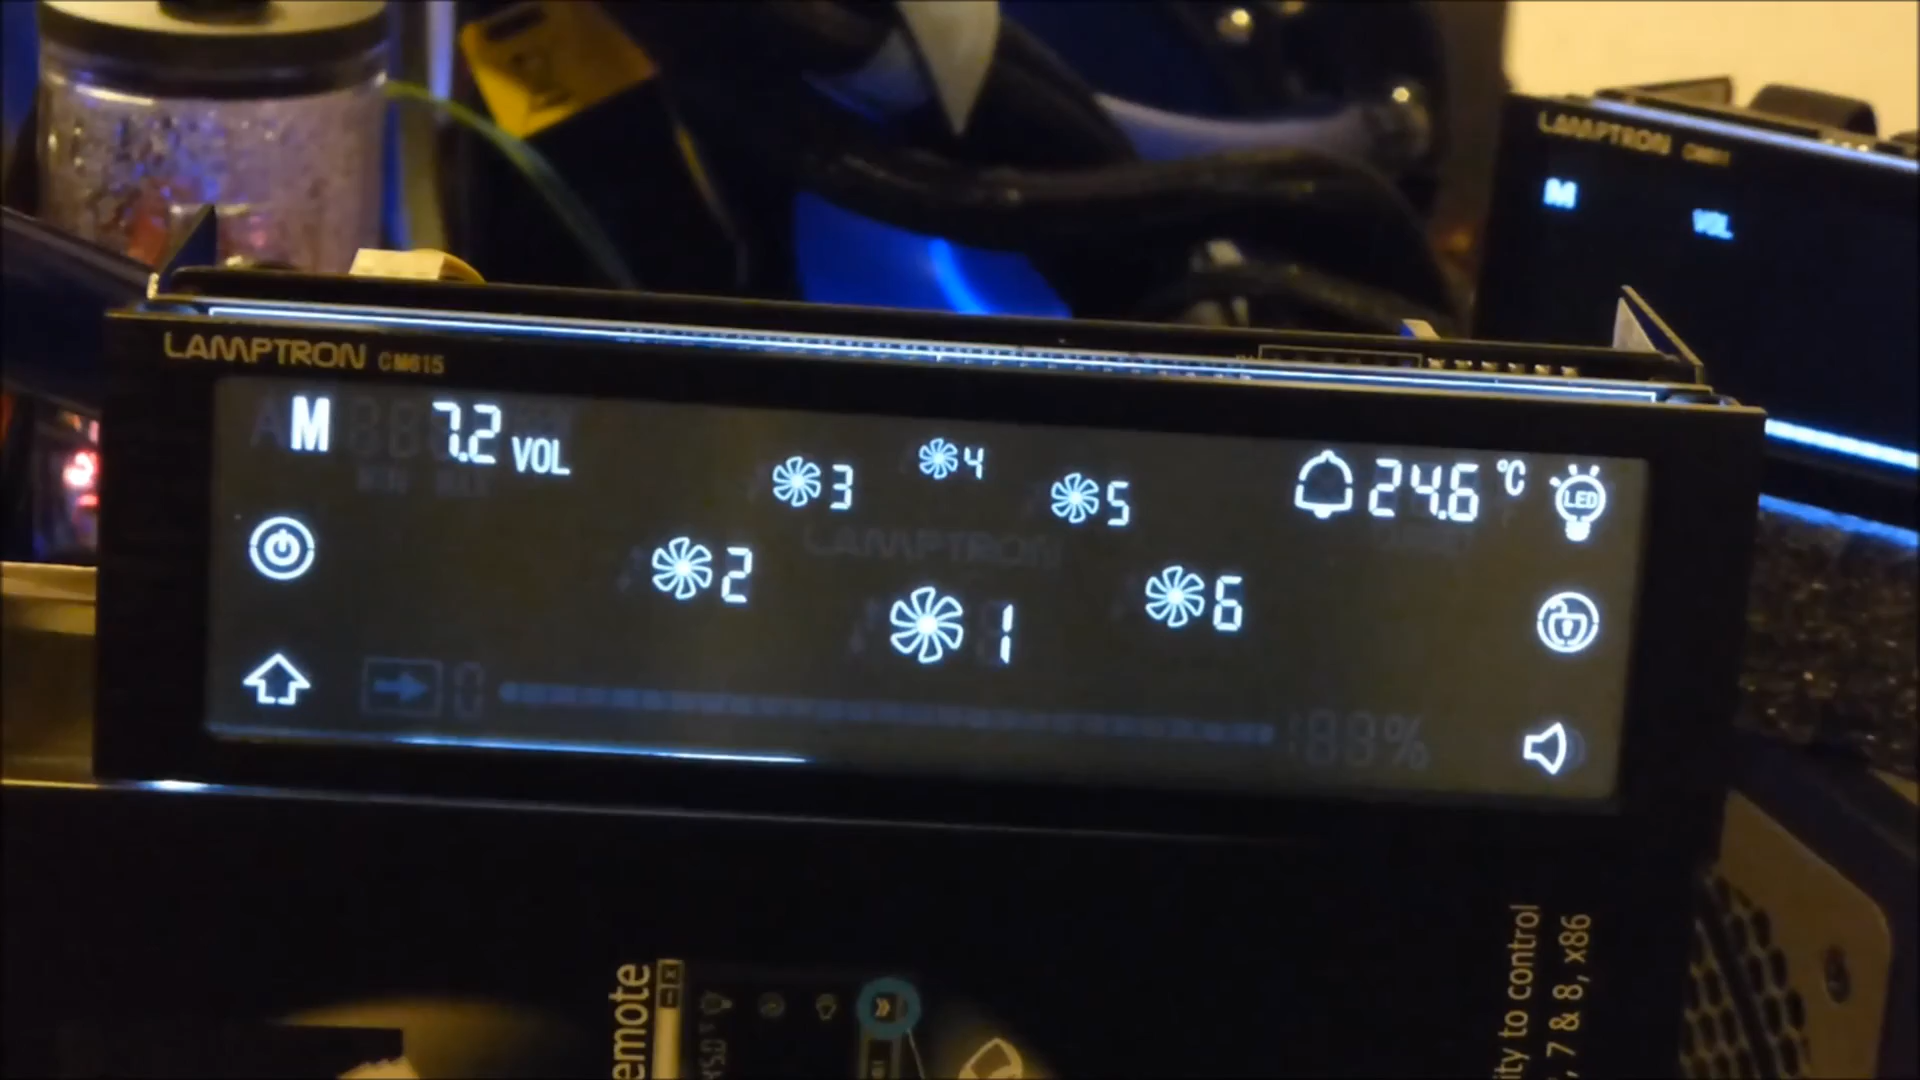 LAMPTRON
M
VOL
LAMPTRON CM615
M 7.2 VOL
3
4
5
24.6 °C
LED
2
1
6
LAMPTRON
emote
ity to control
, 7 & 8, x86